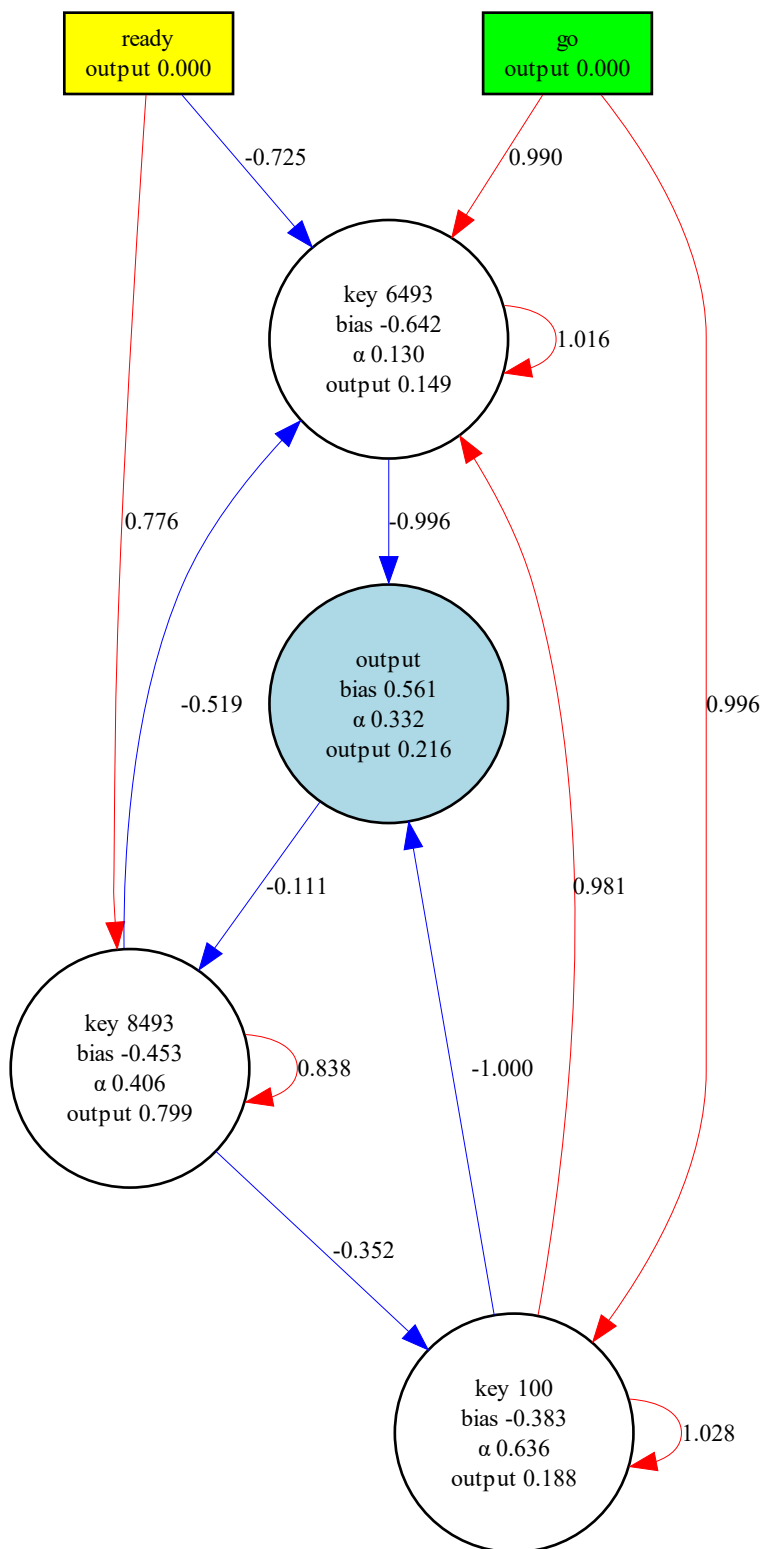 ready
output 0.000
go
output 0.000
-0.725
0.990
key 6493
bias -0.642
α 0.130
output 0.149
1.016
0.776
-0.996
output
bias 0.561
α 0.332
output 0.216
-0.519
0.996
-0.111
0.981
key 8493
bias -0.453
α 0.406
output 0.799
0.838
-1.000
-0.352
key 100
bias -0.383
α 0.636
output 0.188
1.028